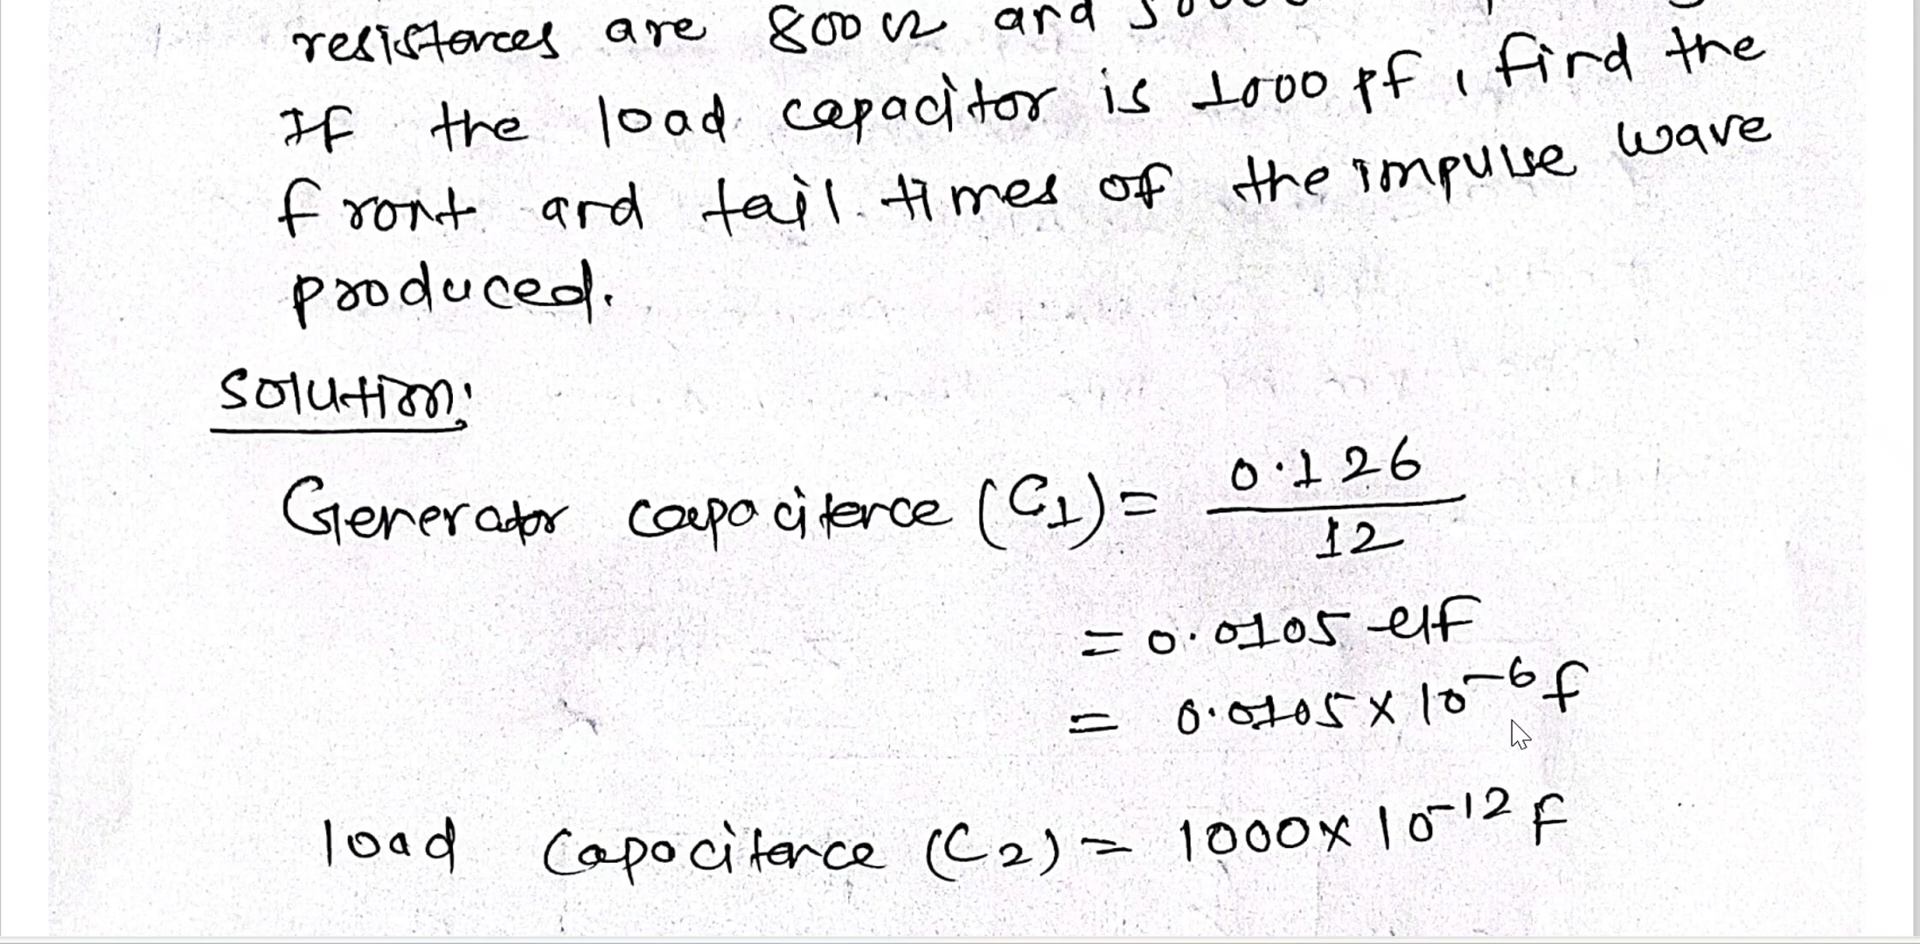 resistances are 800 Ω and
If the load capacitor is 1000 pf, find the
front and tail times of the impulse wave
produced.
Solution:
Generator capacitance (C1) = 0.126 / 12
= 0.0105 μf
= 0.0105 × 10^-6 f
load capacitance (C2) = 1000 × 10^-12 F